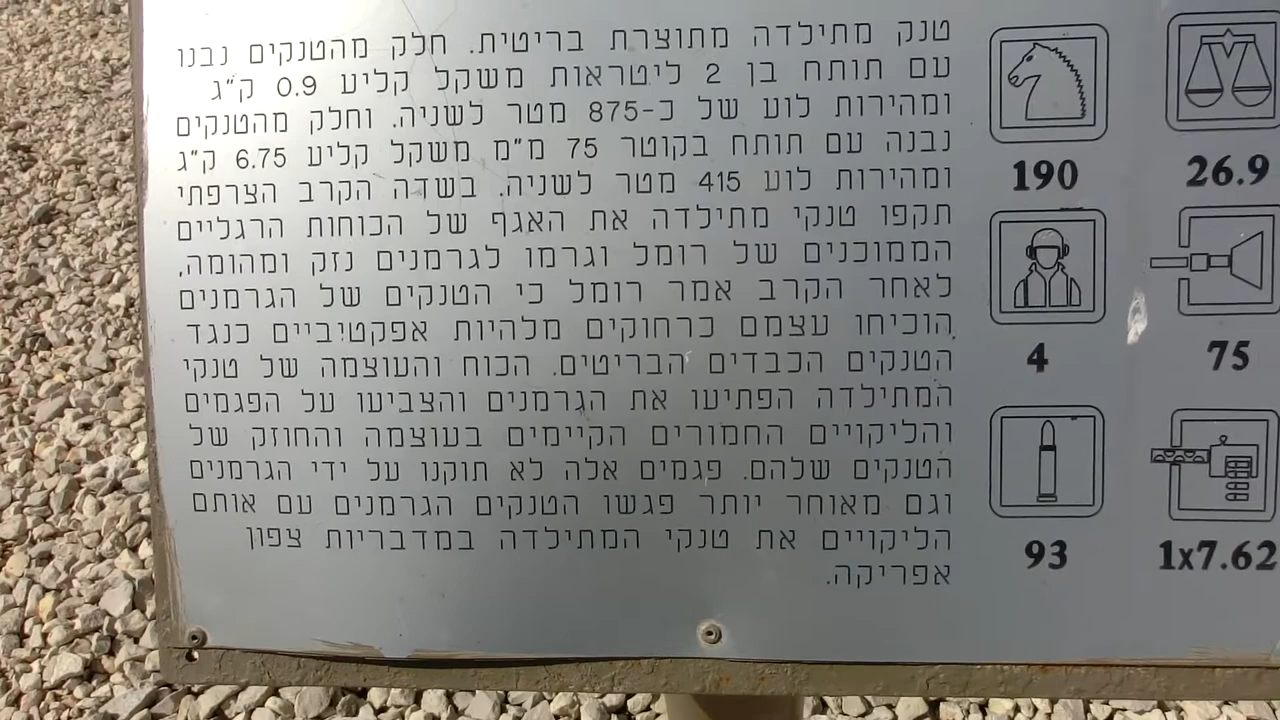 טנק מתילדה מתוצרת בריטית. חלק מהטנקים נבנו
עם תותח בן 2 ליטראות משקל קליע 0.9 ק"ג
ומהירות לוע של כ-875 מטר לשניה. וחלק מהטנקים
נבנה עם תותח בקוטר 75 מ"מ משקל קליע 6.75 ק"ג
ומהירות לוע 415 מטר לשניה. בשדה הקרב הצרפתי
תקפו טנקי מתילדה את האגף של הכוחות הרגליים
הממוכנים של רומל וגרמו לגרמנים נזק ומהומה,
לאחר הקרב אמר רומל כי הטנקים של הגרמנים
הוכיחו עצמם כרחוקים מלהיות אפקטיביים כנגד
הטנקים הכבדים הבריטים. הכוח והעוצמה של טנקי
המתילדה הפתיעו את הגרמנים והצביעו על הפגמים
והליקויים החמורים הקיימים בעוצמה והחוזק של
הטנקים שלהם. פגמים אלה לא תוקנו על ידי הגרמנים
וגם מאוחר יותר פגשו הטנקים הגרמנים עם אותם
הליקויים את טנקי המתילדה במדבריות צפון
אפריקה.
190
26.9
4
75
93
1x7.62